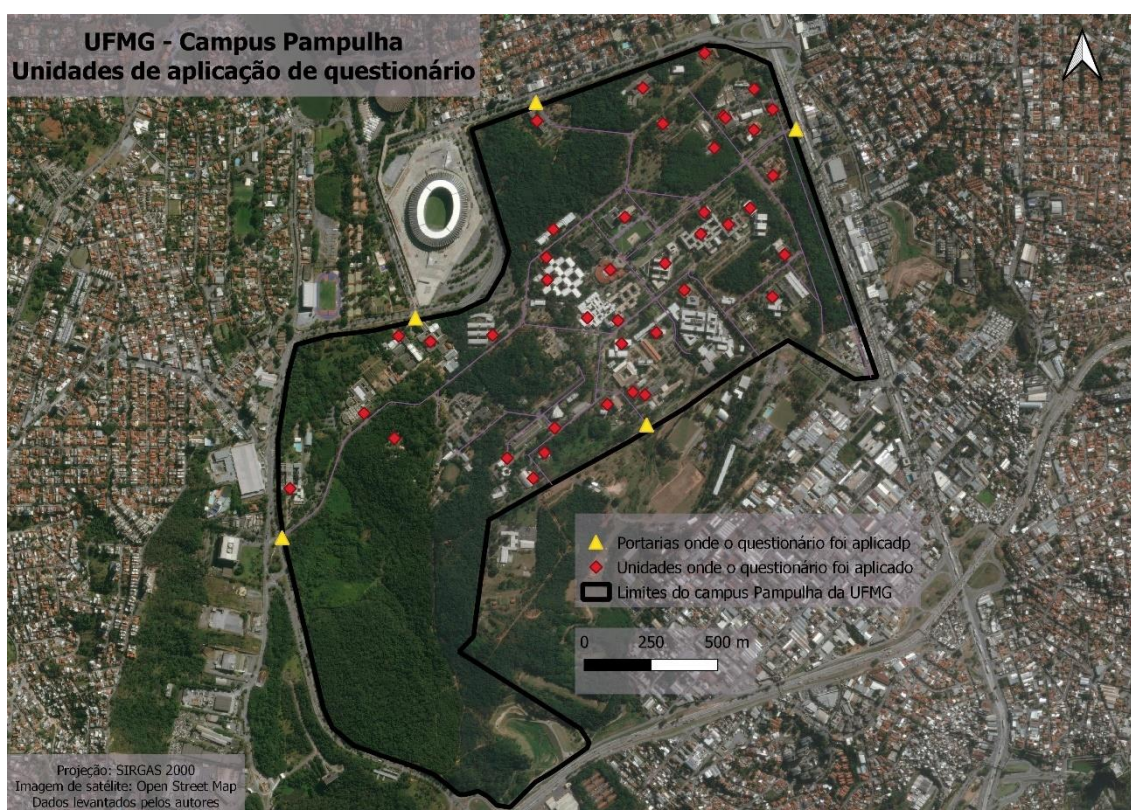 UFMG - Campus Pampulha
Unidades de aplicação de questionário
Portarias onde o questionário foi aplicadp
Unidades onde o questionário foi aplicado
Limites do campus Pampulha da UFMG
0 250 500 m
Projeção: SIRGAS 2000
Imagem de satélite: Open Street Map
Dados levantados pelos autores